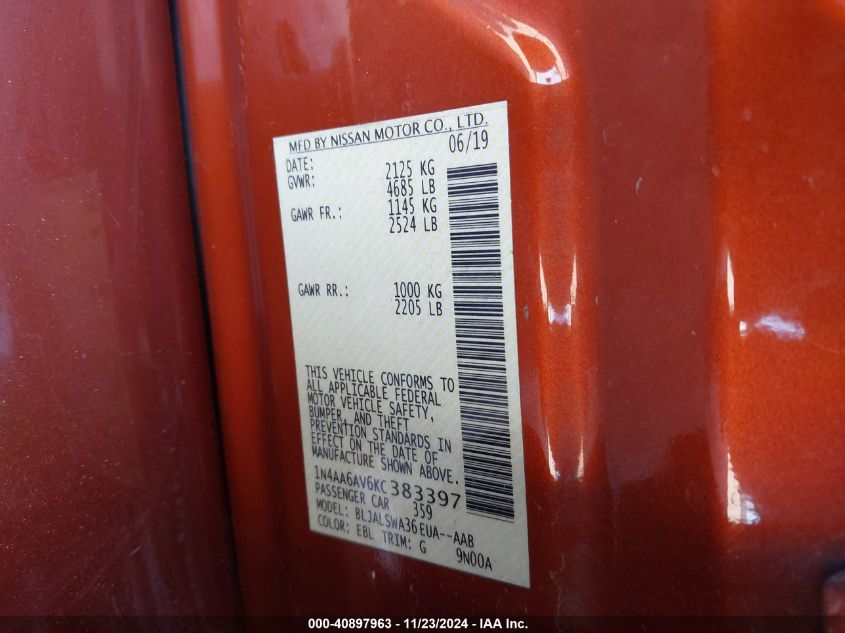 MFD BY NISSAN MOTOR CO., LTD.
DATE: 06/19
GVWR: 2125 KG
4685 LB
GAWR FR.: 1145 KG
2524 LB
GAWR RR.: 1000 KG
2205 LB
THIS VEHICLE CONFORMS TO
ALL APPLICABLE FEDERAL
MOTOR VEHICLE SAFETY,
BUMPER, AND THEFT
PREVENTION STANDARDS IN
EFFECT ON THE DATE OF
MANUFACTURE SHOWN ABOVE.
1N4AA6AV6KC383397
PASSENGER CAR 359
MODEL: BLJALSWA36EUA--AAB
COLOR: EBL TRIM: G 9N00A
000-40897963 — 11/23/2024 — IAA Inc.